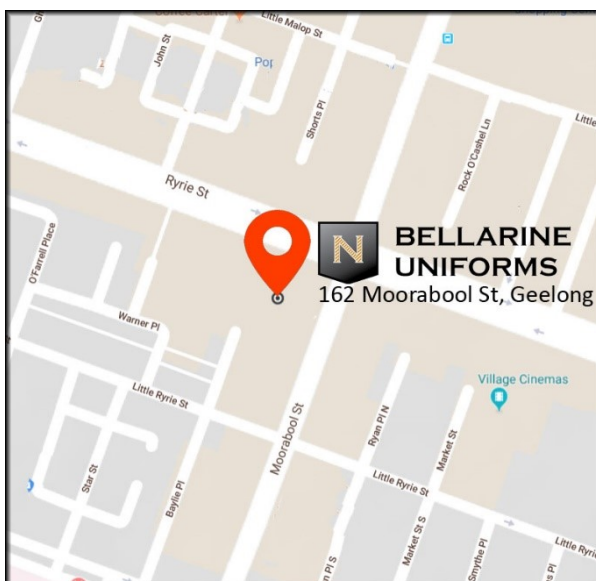 Little Malop St
John St
Pop
Shorts Pl
Rock O'Cashel Ln
Little
Ryrie St
O'Farrell Place
N
BELLARINE
UNIFORMS
162 Moorabool St, Geelong
Warner Pl
Village Cinemas
Little Ryrie St
Moorabool St
Ryan Pl N
Market St
Star St
Baylie Pl
Little Ryrie St
Market St S
Smythe Pl
Little Ryrie